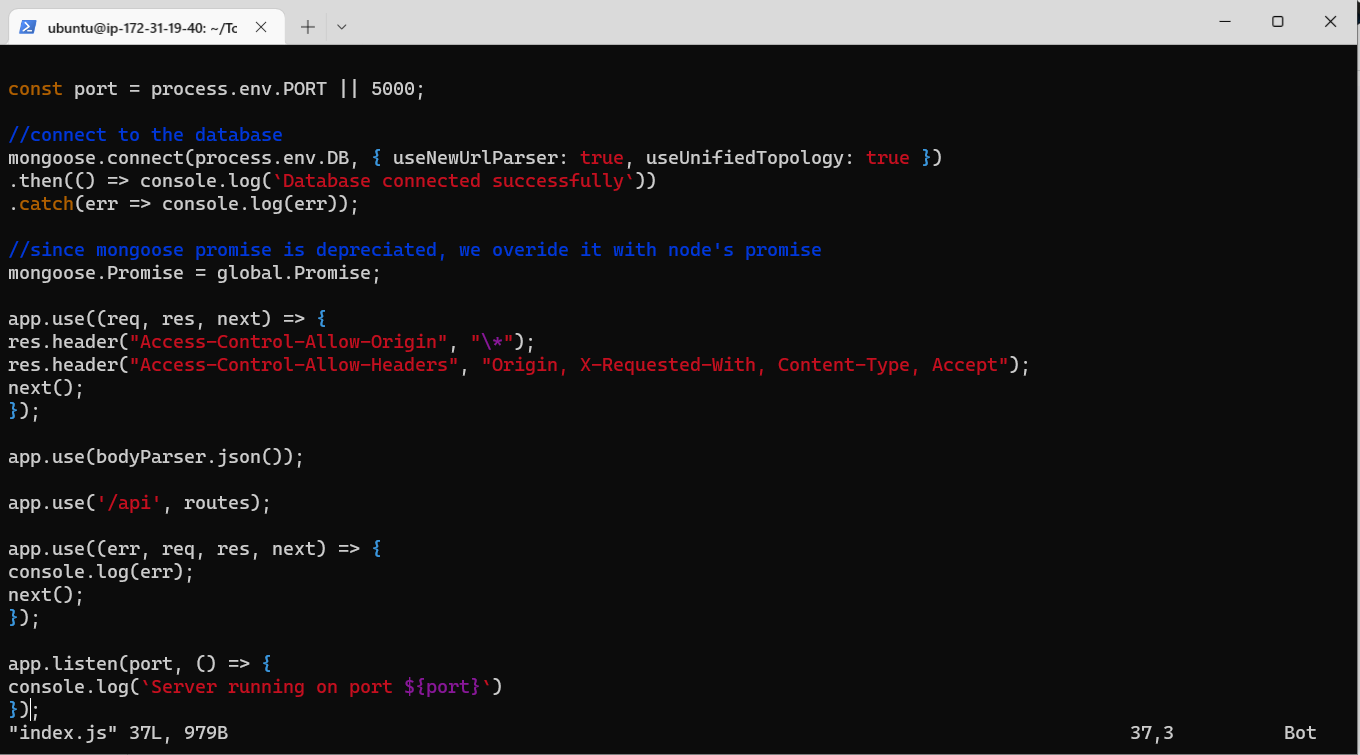 ubuntu@ip-172-31-19-40: ~/Tc
const port = process.env.PORT || 5000;
//connect to the database
mongoose.connect(process.env.DB, { useNewUrlParser: true, useUnifiedTopology: true })
.then(() => console.log(`Database connected successfully`))
.catch(err => console.log(err));
//since mongoose promise is depreciated, we overide it with node's promise
mongoose.Promise = global.Promise;
app.use((req, res, next) => {
res.header("Access-Control-Allow-Origin", "\*");
res.header("Access-Control-Allow-Headers", "Origin, X-Requested-With, Content-Type, Accept");
next();
});
app.use(bodyParser.json());
app.use('/api', routes);
app.use((err, req, res, next) => {
console.log(err);
next();
});
app.listen(port, () => {
console.log(`Server running on port ${port}`)
});
"index.js" 37L, 979B 37,3 Bot